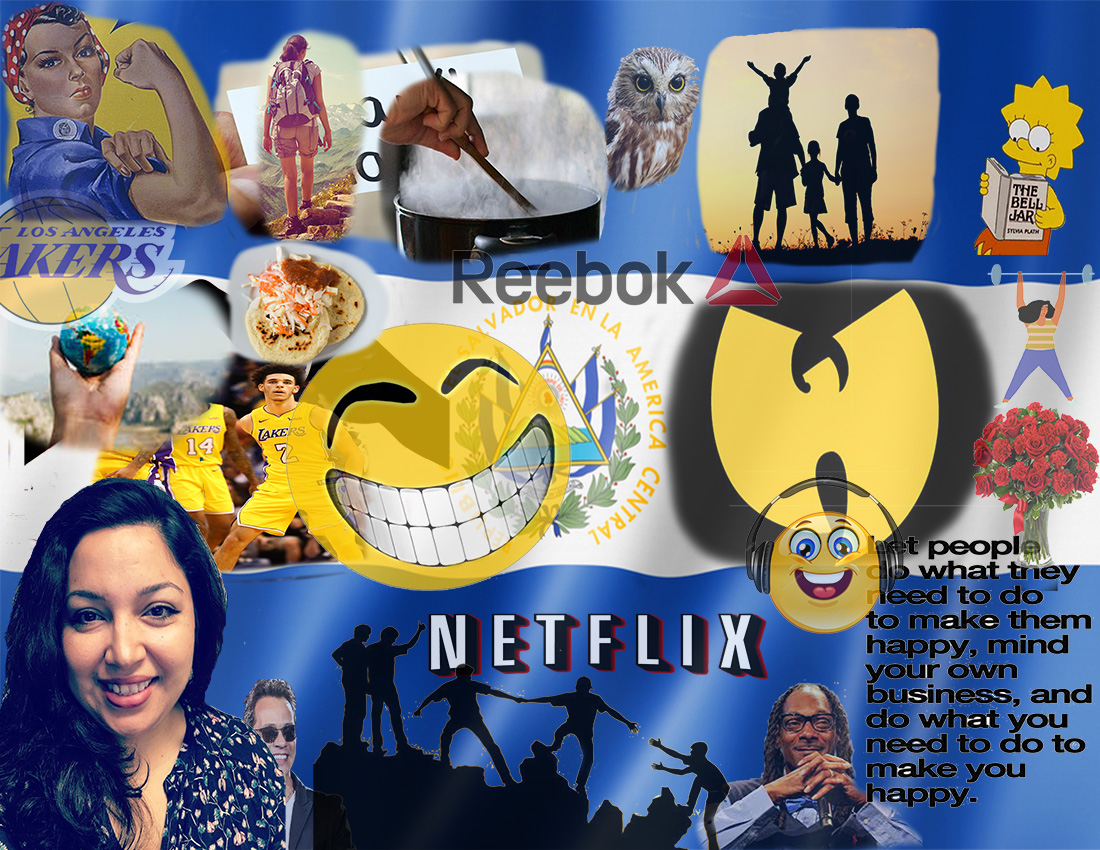 LOS ANGELES
LAKERS
THE
BELL
JAR
SYLVIA PLATH
Reebok
SALVADOR EN LA AMERICA CENTRAL
LAKERS
14
2
NETFLIX
Let people
do what they
need to do
to make them
happy, mind
your own
business, and
do what you
need to do to
make you
happy.